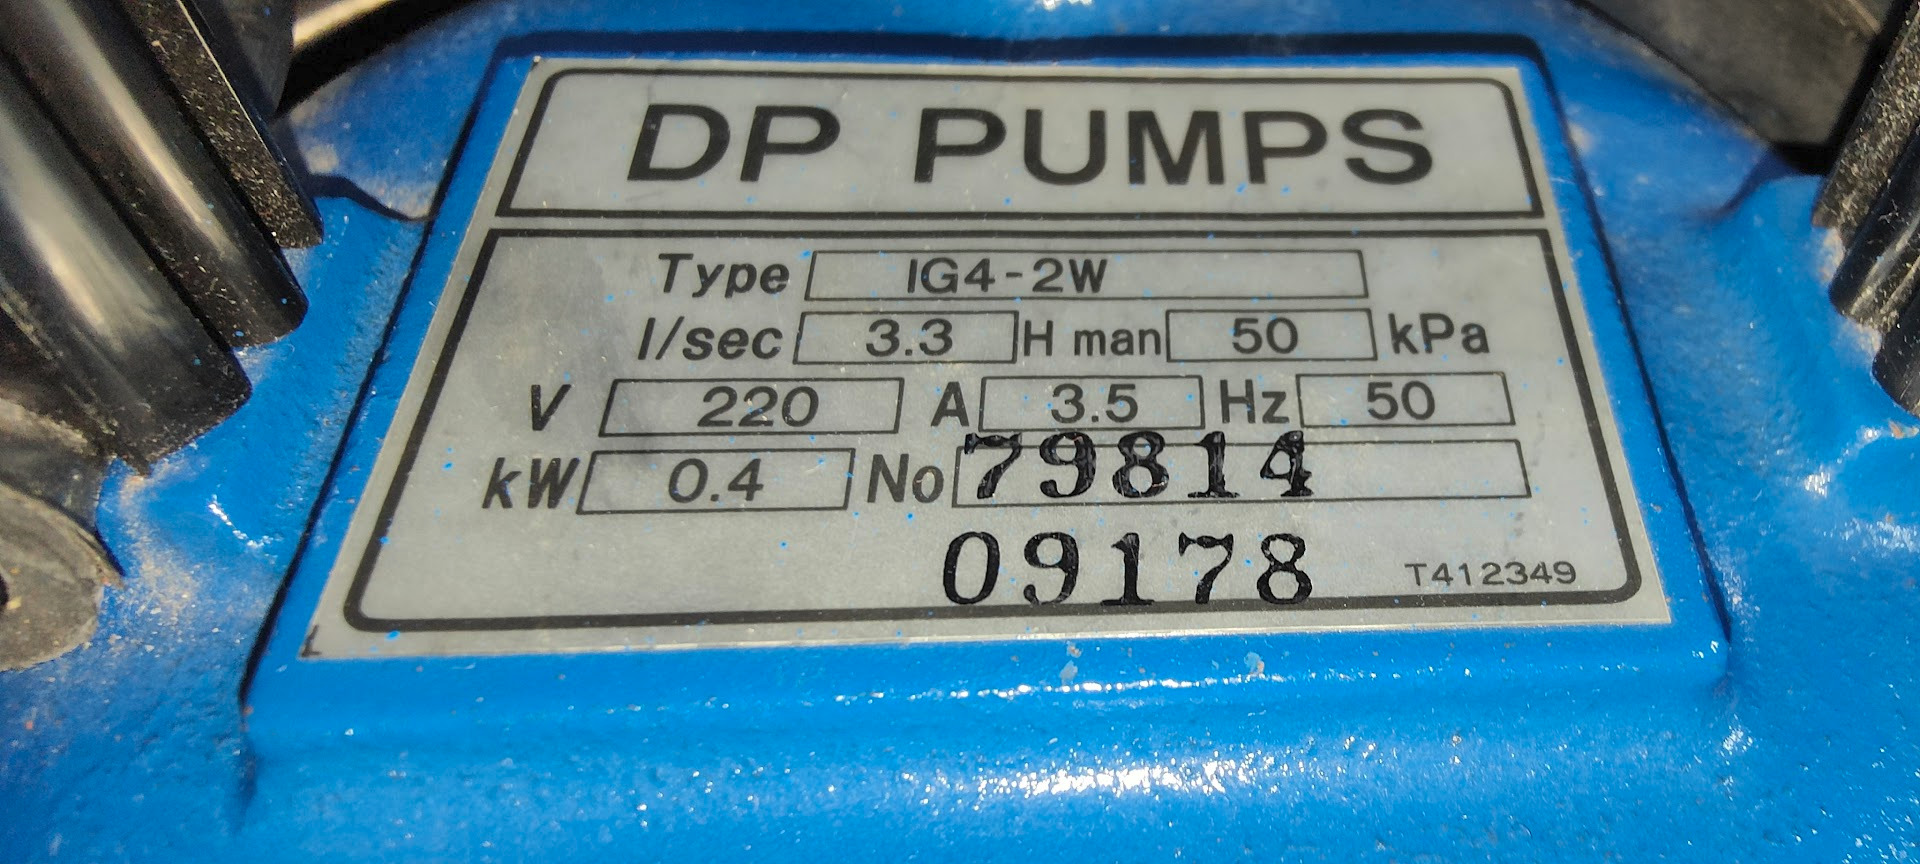 DP PUMPS
Type IG4-2W
l/sec 3.3 H man 50 kPa
V 220 A 3.5 Hz 50
kW 0.4 No 79814
09178
T412349